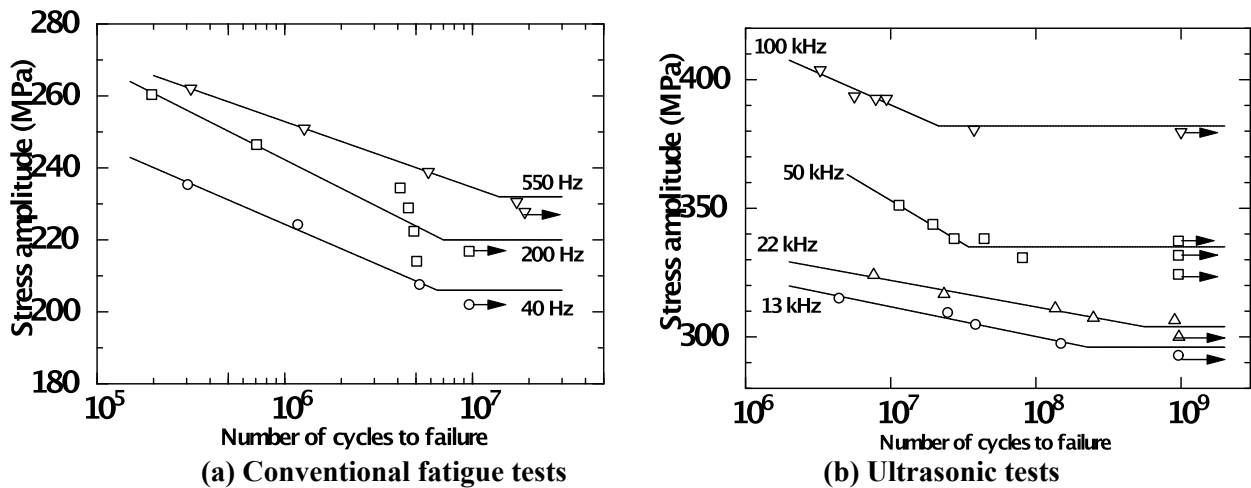 280
260
240
220
200
180
Stress amplitude (MPa)
550 Hz
200 Hz
40 Hz
10^5
10^6
10^7
Number of cycles to failure
(a) Conventional fatigue tests
400
350
300
Stress amplitude (MPa)
100 kHz
50 kHz
22 kHz
13 kHz
10^6
10^7
10^8
10^9
Number of cycles to failure
(b) Ultrasonic tests